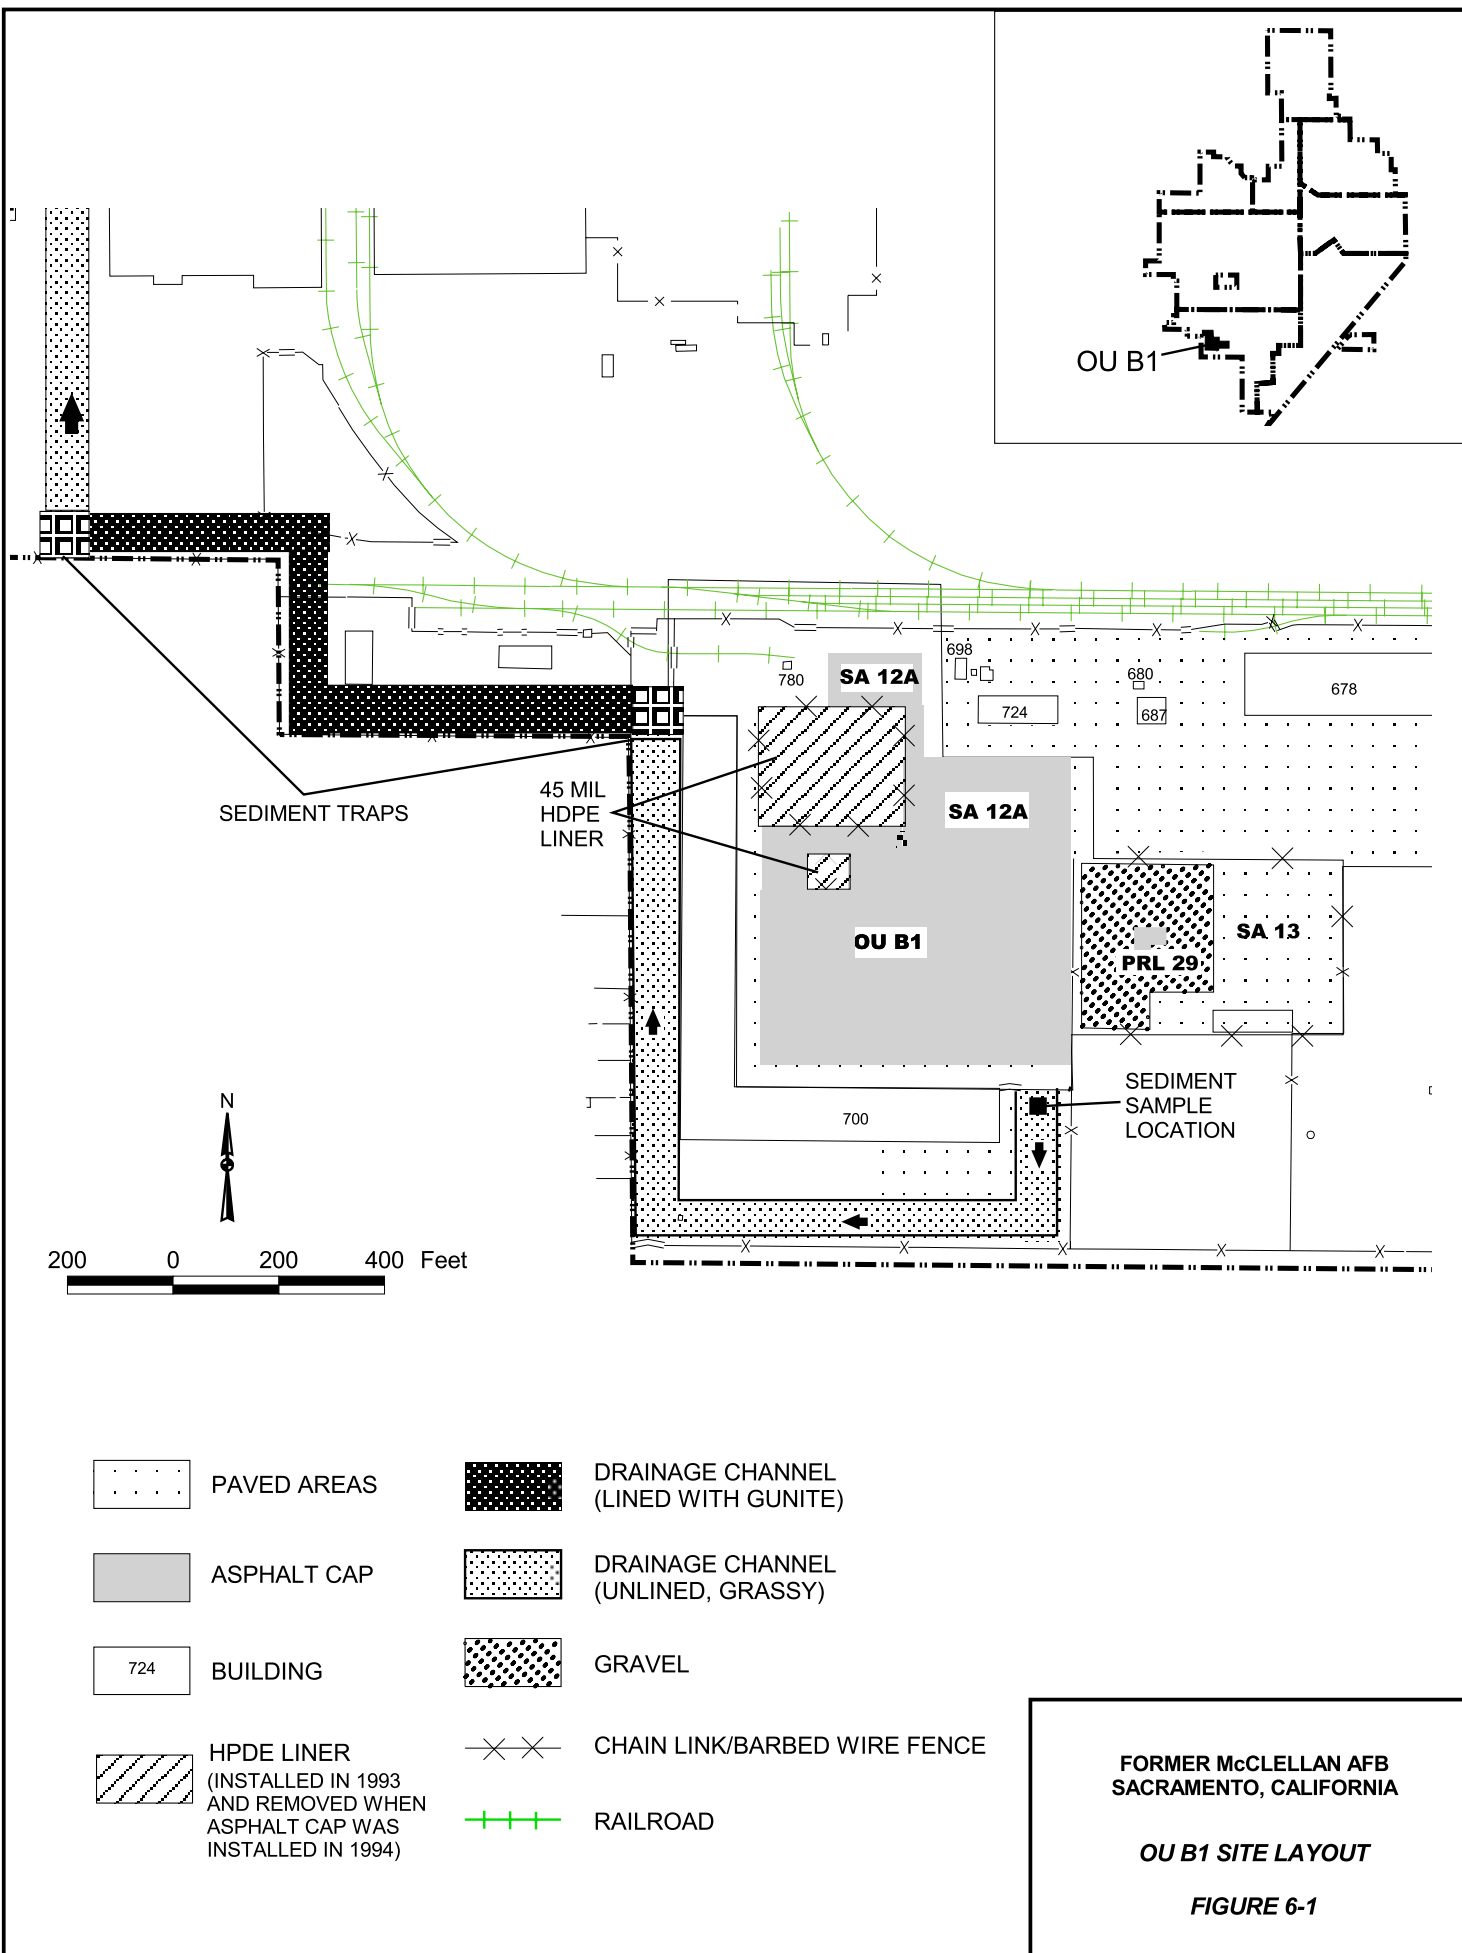 OU B1
698
780
SA 12A
680
678
724
687
45 MIL
HDPE
LINER
SEDIMENT TRAPS
SA 12A
SA 13
OU B1
PRL 29
SEDIMENT
SAMPLE
LOCATION
N
700
200 0 200 400 Feet
PAVED AREAS
DRAINAGE CHANNEL
(LINED WITH GUNITE)
ASPHALT CAP
DRAINAGE CHANNEL
(UNLINED, GRASSY)
724
BUILDING
GRAVEL
HPDE LINER
(INSTALLED IN 1993
AND REMOVED WHEN
ASPHALT CAP WAS
INSTALLED IN 1994)
CHAIN LINK/BARBED WIRE FENCE
RAILROAD
FORMER McCLELLAN AFB
SACRAMENTO, CALIFORNIA
OU B1 SITE LAYOUT
FIGURE 6-1